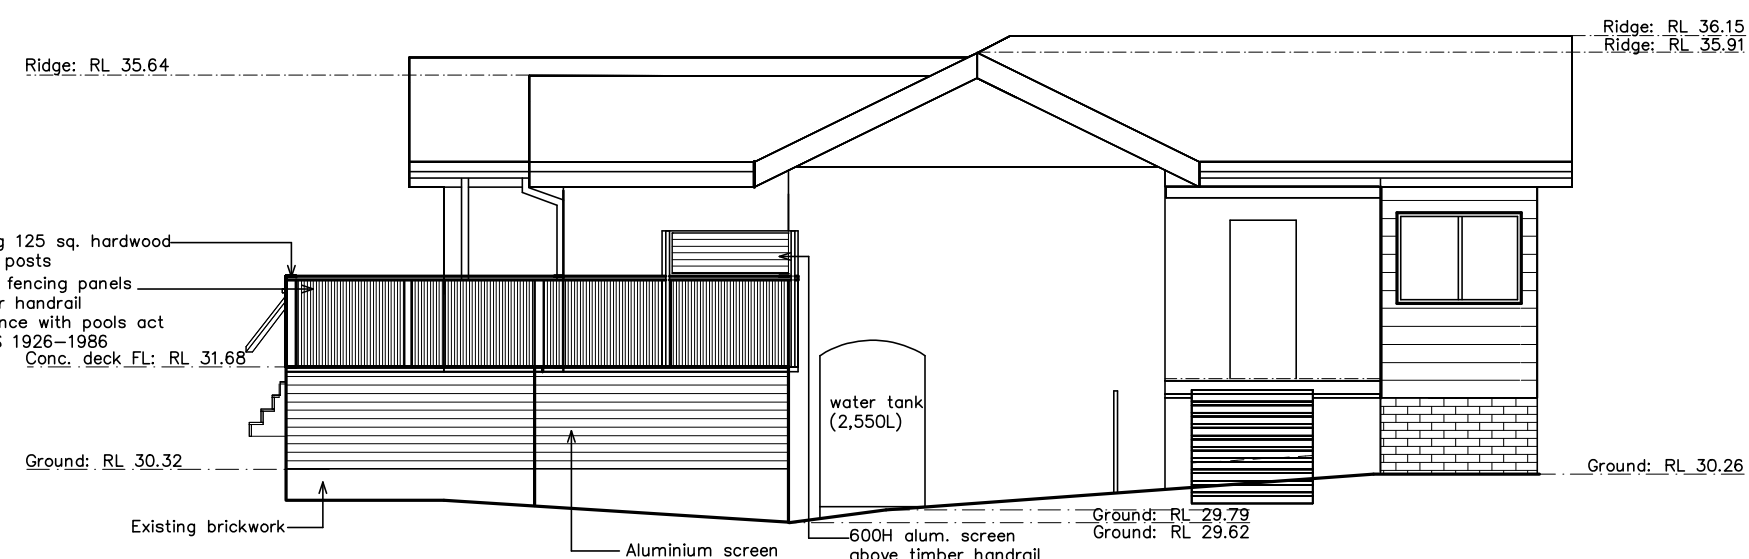 Ridge: RL 36.15
Ridge: RL 35.91
Ridge: RL 35.64
125 sq. hardwood
posts
fencing panels
handrail
with pools act
1926–1986
Conc. deck FL: RL 31.68
water tank
(2,550L)
Ground: RL 30.32
Ground: RL 30.26
Ground: RL 29.79
Ground: RL 29.62
Existing brickwork
Aluminium screen
600H alum. screen
above timber handrail